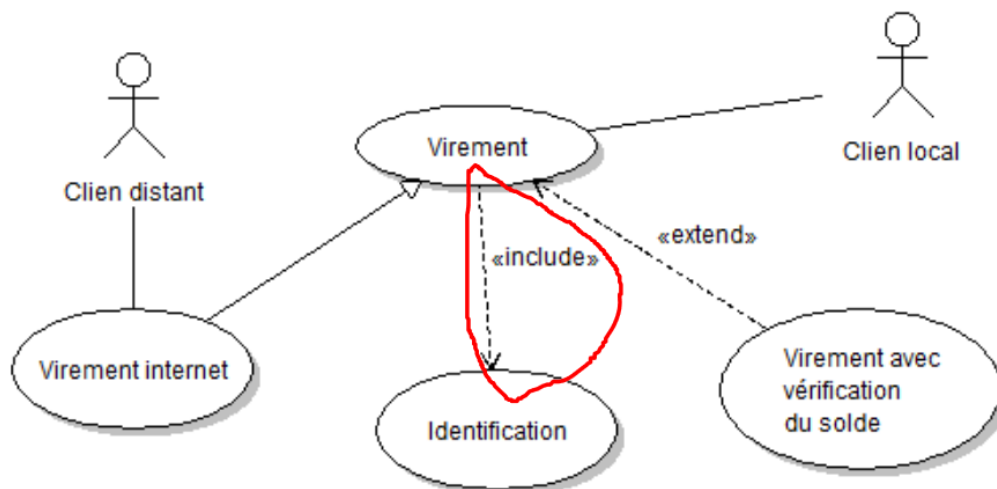 Clien distant
Virement
Clien local
«include»
«extend»
Virement internet
Identification
Virement avec
vérification
du solde